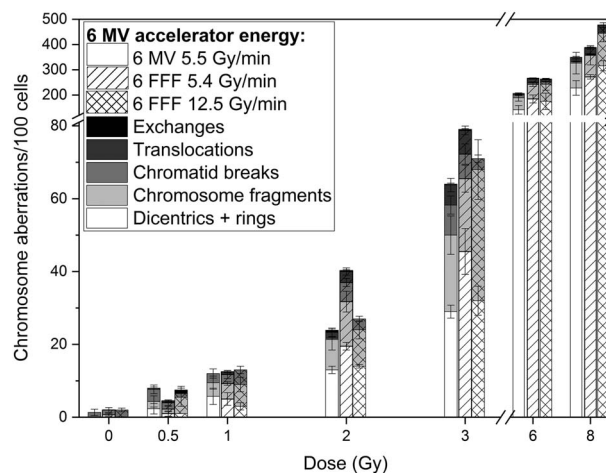 500
400
300
200
80
60
40
20
0
Chromosome aberrations/100 cells
6 MV accelerator energy:
6 MV 5.5 Gy/min
6 FFF 5.4 Gy/min
6 FFF 12.5 Gy/min
Exchanges
Translocations
Chromatid breaks
Chromosome fragments
Dicentrics + rings
0 0.5 1 2 3 6 8
Dose (Gy)